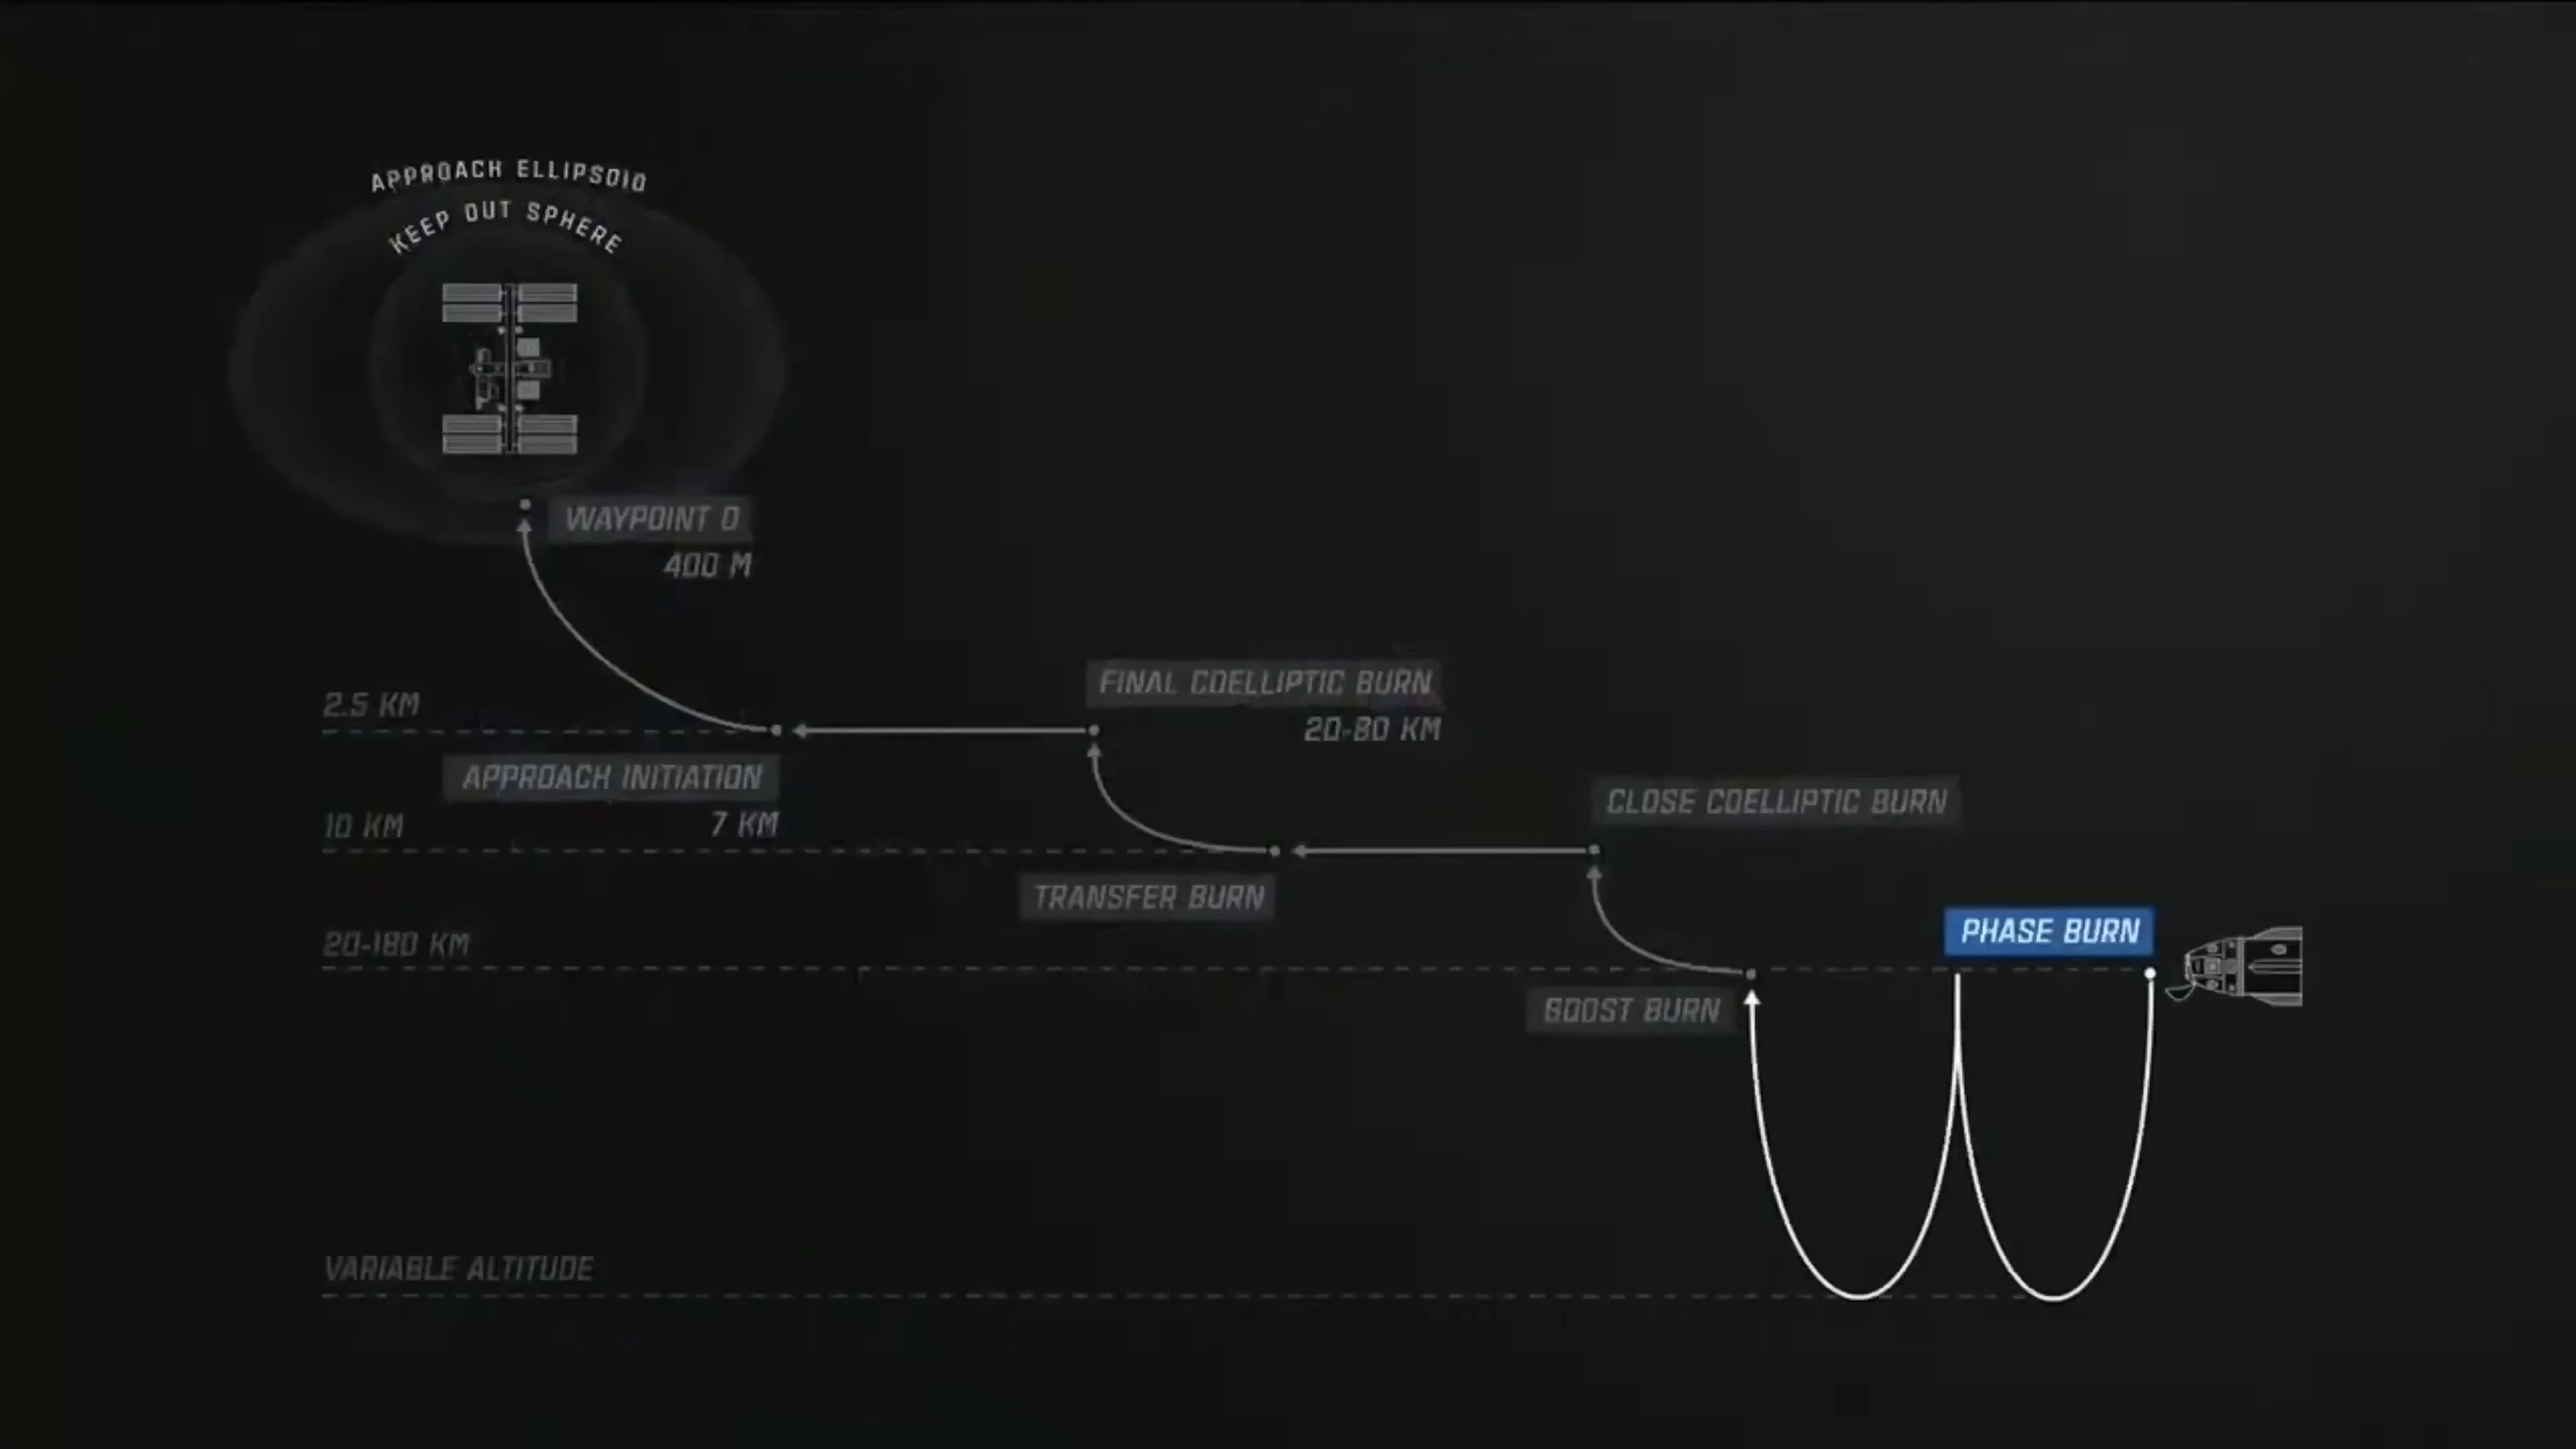 APPROACH ELLIPSOID
KEEP OUT SPHERE
WAYPOINT 0
400 M
FINAL COELLIPTIC BURN
20-80 KM
2.5 KM
APPROACH INITIATION
7 KM
CLOSE COELLIPTIC BURN
10 KM
TRANSFER BURN
PHASE BURN
20-180 KM
BOOST BURN
VARIABLE ALTITUDE